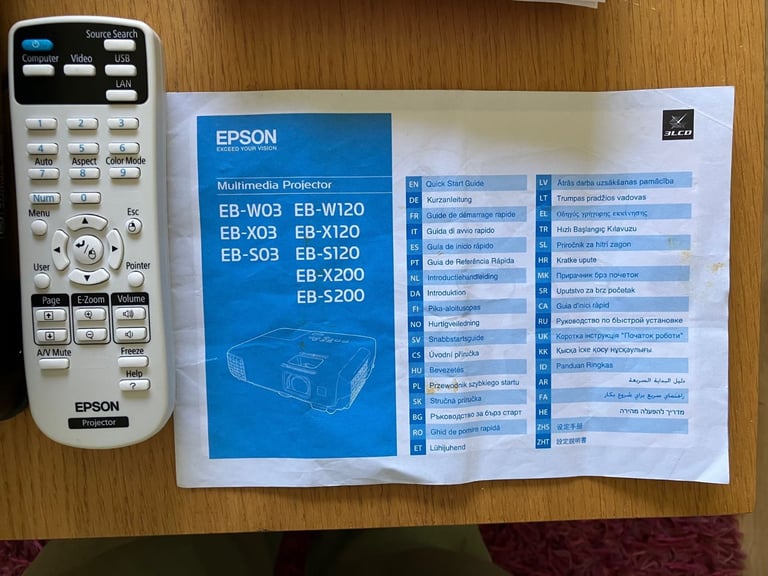 Source Search
Computer Video USB
LAN
1 2 3
4 5 6
Auto Aspect Color Mode
7 8 9
Num 0
Menu Esc
User Pointer
Page E-Zoom Volume
A/V Mute Freeze
Help
?
EPSON
Projector
EPSON
EXCEED YOUR VISION
Multimedia Projector
EB-W03 EB-W120
EB-X03 EB-X120
EB-S03 EB-S120
EB-X200
EB-S200
3LCD
EN Quick Start Guide
DE Kurzanleitung
FR Guide de démarrage rapide
IT Guida di avvio rapido
ES Guía de inicio rápido
PT Guia de Referência Rápida
NL Introductiehandleiding
DA Introduktion
FI Pika-aloitusopas
NO Hurtigveiledning
SV Snabbstartsguide
CS Úvodní příručka
HU Bevezetés
PL Przewodnik szybkiego startu
SK Stručná príručka
BG Ръководство за бърз старт
RO Ghid de pornire rapidă
ET Lühijuhend
LV Ātrās darba uzsākšanas pamācība
LT Trumpas pradžios vadovas
EL Οδηγός γρήγορης εκκίνησης
TR Hızlı Başlangıç Kılavuzu
SL Priročnik za hitri zagon
HR Kratke upute
MK Прирачник брз почеток
SR Uputstvo za brz početak
CA Guia d'inici ràpid
RU Руководство по быстрой установке
UK Коротка інструкція "Початок роботи"
KK Қысқа іске қосу нұсқаулығы
ID Panduan Ringkas
AR دليل البداية السريعة
FA راهنمای سریع برای شروع بکار
HE מדריך להפעלה מהירה
ZHS 设定手册
ZHT 設定說明書